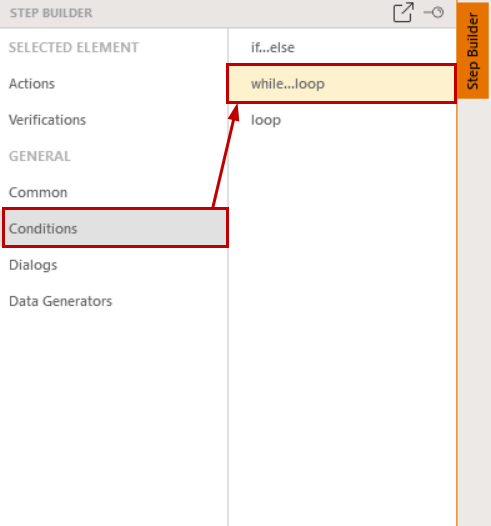 STEP BUILDER
SELECTED ELEMENT
Actions
Verifications
GENERAL
Common
Conditions
Dialogs
Data Generators
if...else
while...loop
loop
Step Builder